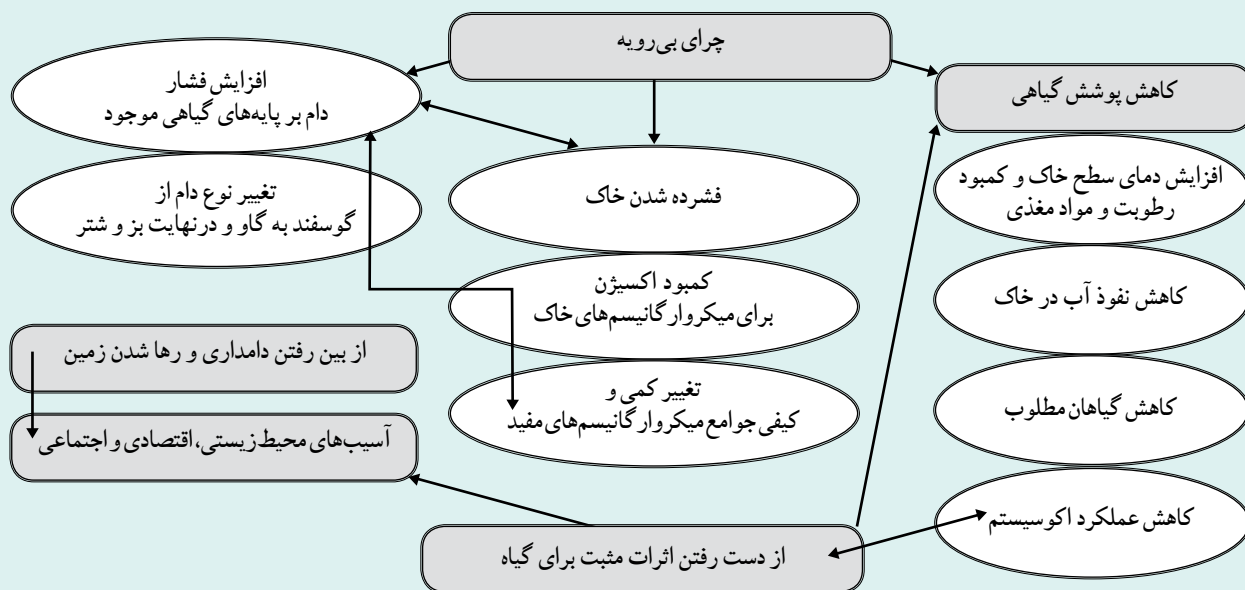 چرای بی‌رویه
کاهش پوشش گیاهی
افزایش دمای سطح خاک و کمبود
رطوبت و مواد مغذی
کاهش نفوذ آب در خاک
کاهش گیاهان مطلوب
کاهش عملکرد اکوسیستم
فشرده شدن خاک
کمبود اکسیژن
برای میکروارگانیسم‌های خاک
تغییر کمی و
کیفی جوامع میکروارگانیسم‌های مفید
از دست رفتن اثرات مثبت برای گیاه
افزایش فشار
دام بر پایه‌های گیاهی موجود
تغییر نوع دام از
گوسفند به گاو و درنهایت بز و شتر
از بین رفتن دامداری و رها شدن زمین
آسیب‌های محیط‌زیستی، اقتصادی و اجتماعی